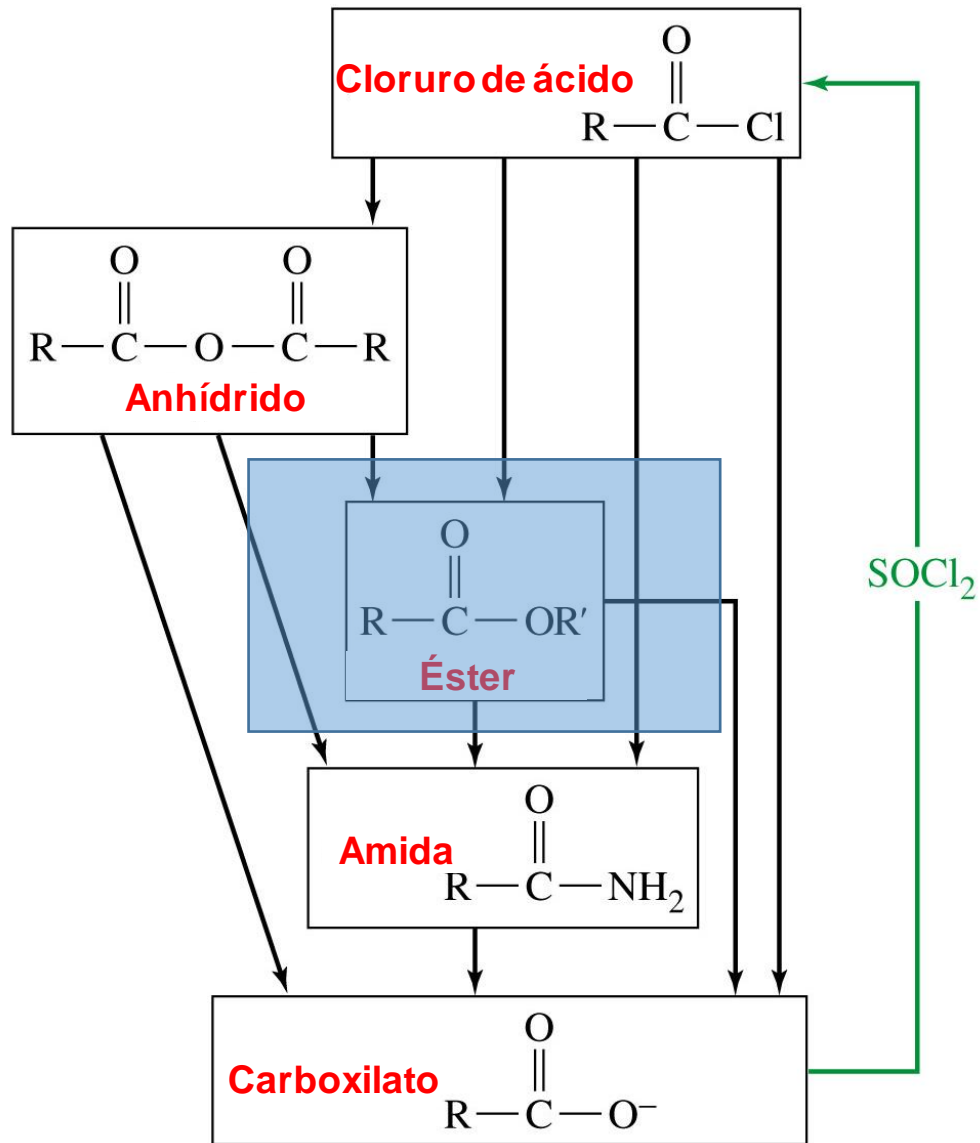 O
Cloruro de ácido
R — C — Cl
O O
R — C — O — C — R
Anhídrido
O
R — C — OR′
Éster
SOCl₂
O
Amida
R — C — NH₂
O
Carboxilato
R — C — O⁻